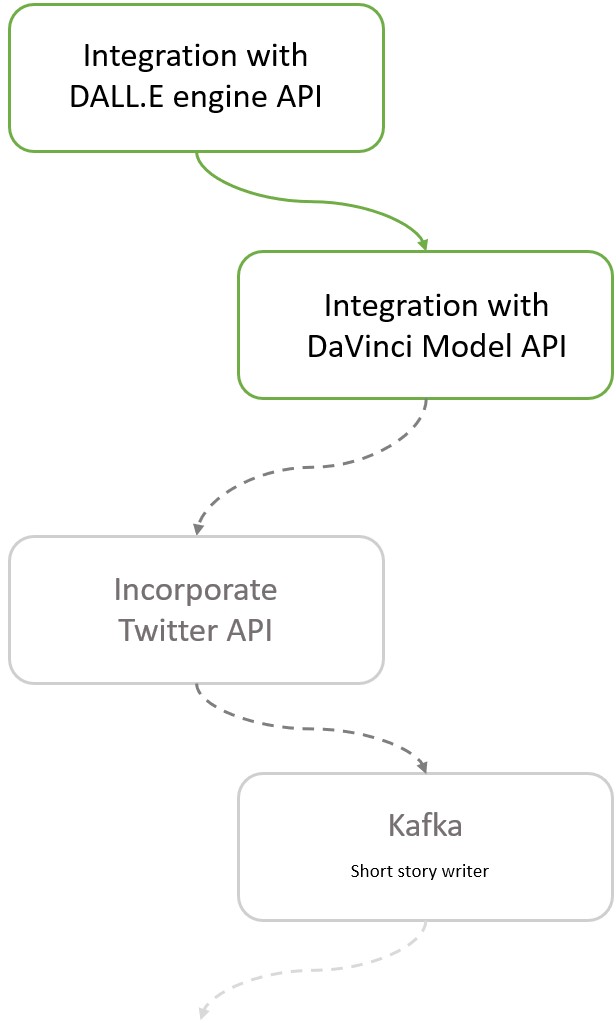 Integration with
DALL.E engine API
Integration with
DaVinci Model API
Incorporate
Twitter API
Kafka
Short story writer